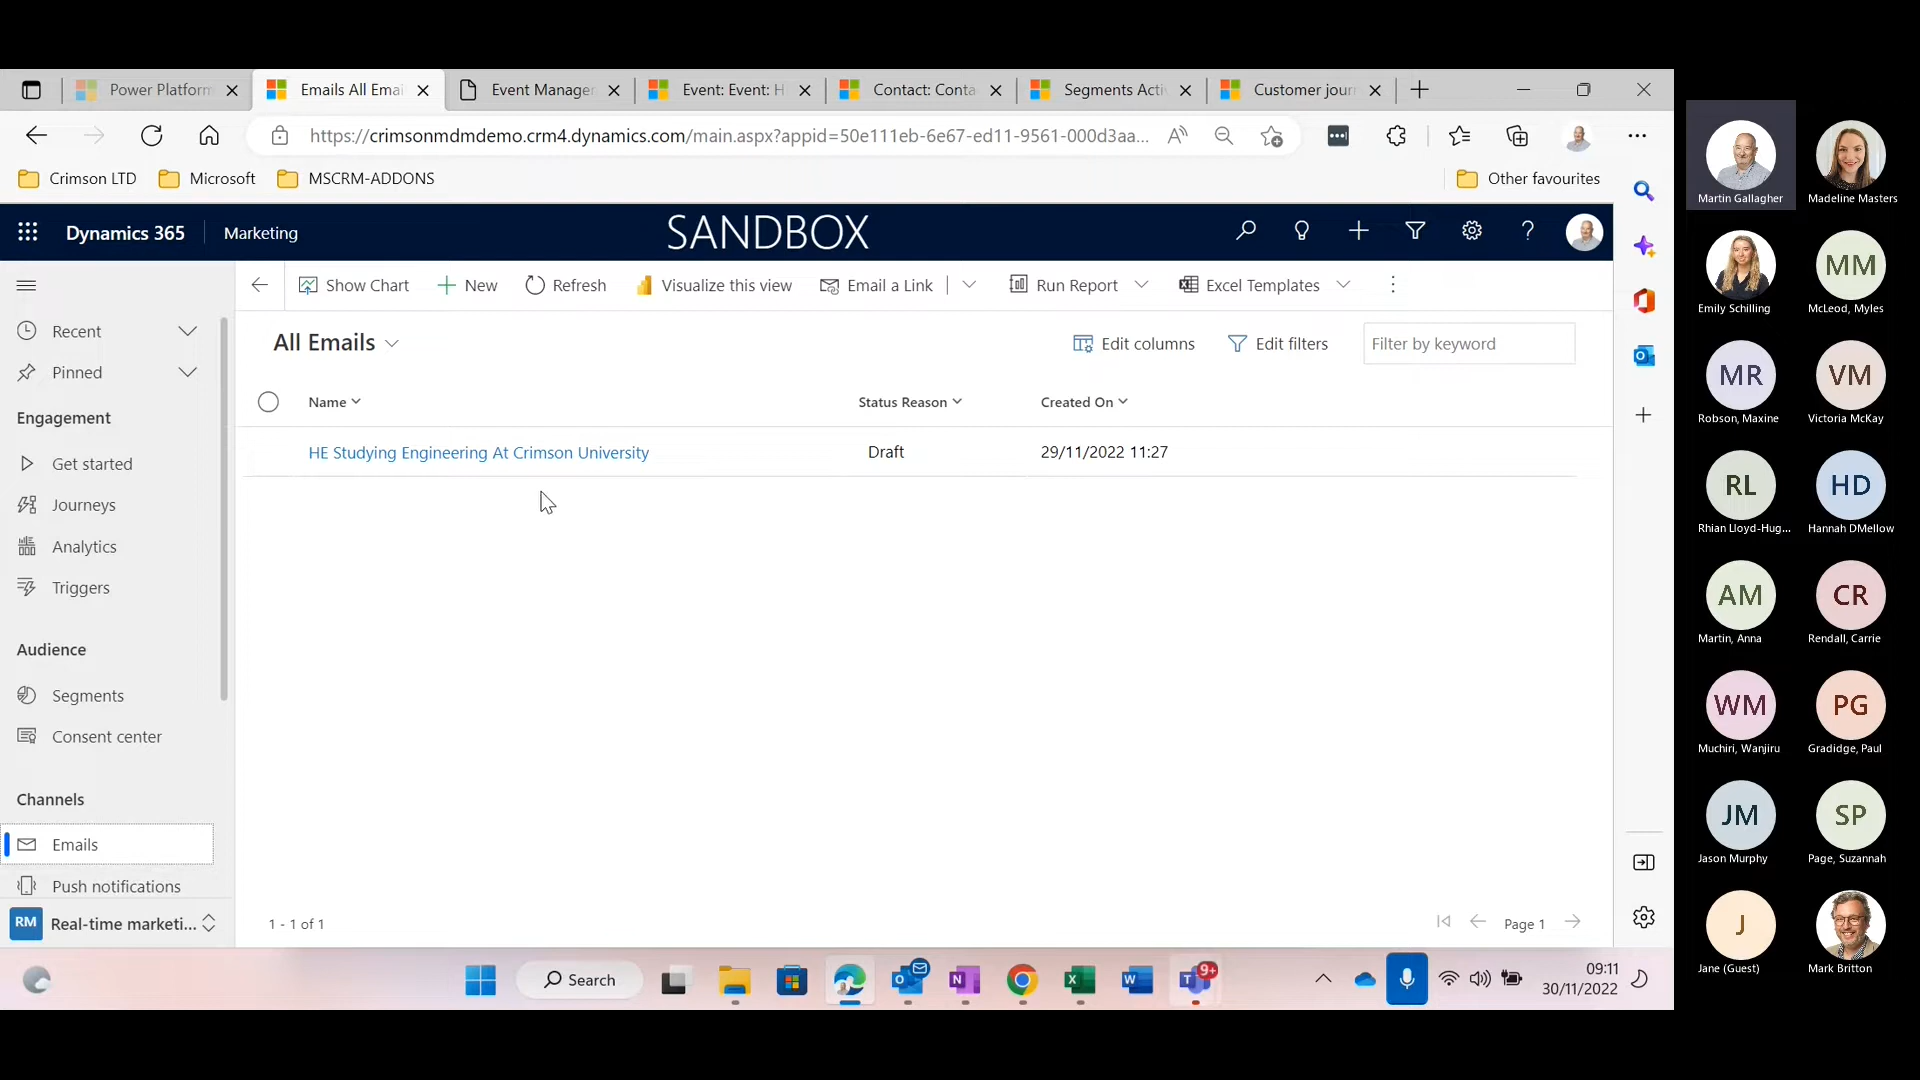 Power Platform
Emails All Emai
Event Manage
Event: Event: H
Contact: Conta
Segments Acti
Customer jour
https://crimsonmdmdemo.crm4.dynamics.com/main.aspx?appid=50e111eb-6e67-ed11-9561-000d3aa...
Crimson LTD
Microsoft
MSCRM-ADDONS
Other favourites
Dynamics 365
Marketing
SANDBOX
Show Chart
New
Refresh
Visualize this view
Email a Link
Run Report
Excel Templates
Recent
Pinned
Engagement
Get started
Journeys
Analytics
Triggers
Audience
Segments
Consent center
Channels
Emails
Push notifications
RM
Real-time marketi...
All Emails
Edit columns
Edit filters
Filter by keyword
Name
Status Reason
Created On
HE Studying Engineering At Crimson University
Draft
29/11/2022 11:27
1 - 1 of 1
Page 1
Search
9+
09:11
30/11/2022
Martin Gallagher
Madeline Masters
Emily Schilling
MM
McLeod, Myles
MR
Robson, Maxine
VM
Victoria McKay
RL
Rhian Lloyd-Hug...
HD
Hannah DMellow
AM
Martin, Anna
CR
Rendall, Carrie
WM
Muchiri, Wanjiru
PG
Gradidge, Paul
JM
Jason Murphy
SP
Page, Suzannah
J
Jane (Guest)
Mark Britton